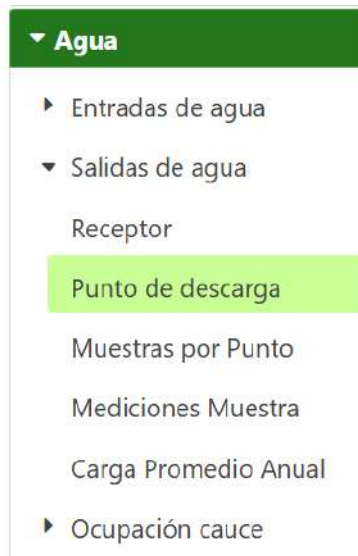 Agua
Entradas de agua
Salidas de agua
Receptor
Punto de descarga
Muestras por Punto
Mediciones Muestra
Carga Promedio Anual
Ocupación cauce